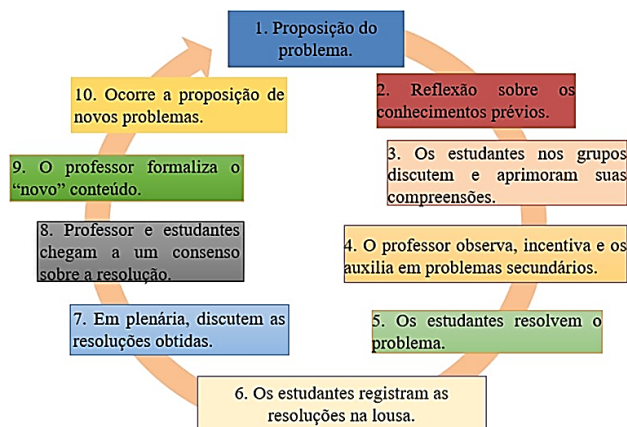 1. Proposição do
problema.
2. Reflexão sobre os
conhecimentos prévios.
3. Os estudantes nos grupos
discutem e aprimoram suas
compreensões.
4. O professor observa, incentiva e os
auxilia em problemas secundários.
5. Os estudantes resolvem o
problema.
6. Os estudantes registram as
resoluções na lousa.
7. Em plenária, discutem as
resoluções obtidas.
8. Professor e estudantes
chegam a um consenso
sobre a resolução.
9. O professor formaliza o
“novo” conteúdo.
10. Ocorre a proposição de
novos problemas.